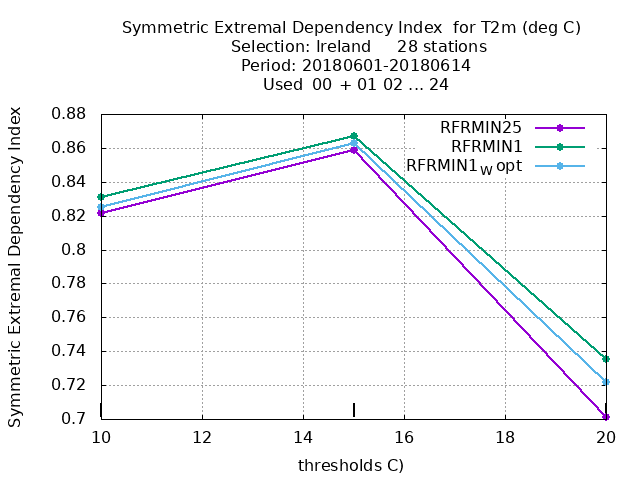 Symmetric Extremal Dependency Index for T2m (deg C)
Selection: Ireland 28 stations
Period: 20180601-20180614
Used 00 + 01 02 ... 24
Symmetric Extremal Dependency Index
0.88
0.86
0.84
0.82
0.8
0.78
0.76
0.74
0.72
0.7
RFRMIN25
RFRMIN1
RFRMIN1W opt
10 12 14 16 18 20
thresholds C)